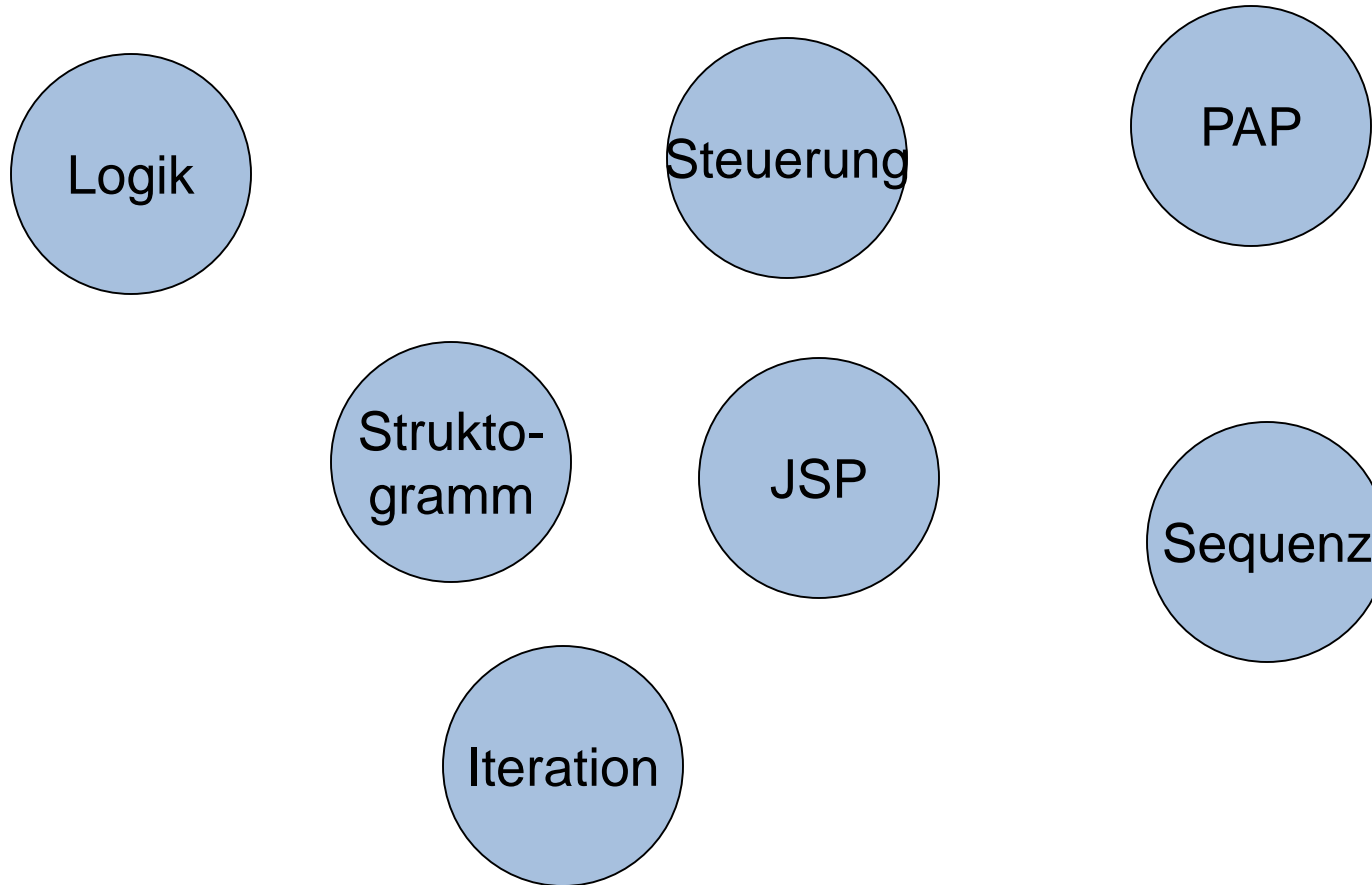 Logik
Steuerung
PAP
Strukto-
gramm
JSP
Sequenz
Iteration